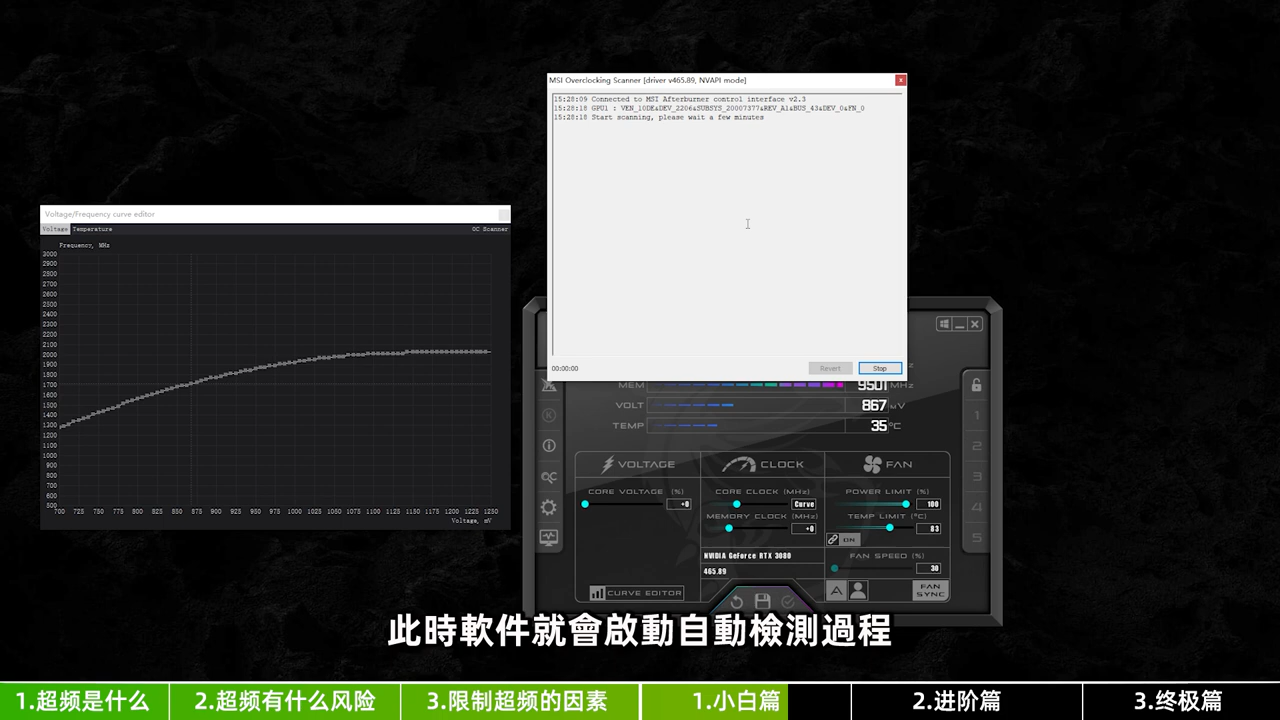 MSI Overclocking Scanner [driver v465.89, NVAPI mode]
x
15:28:09 Connected to MSI Afterburner control interface v2.3
15:28:18 GPU1 : VEN_10DE&DEV_2206&SUBSYS_20007377&REV_A1&BUS_43&DEV_0&FN_0
15:28:18 Start scanning, please wait a few minutes
00:00:00
Revert
Stop
Voltage/Frequency curve editor
Voltage
Temperature
OC Scanner
Frequency, MHz
3000
2900
2800
2700
2600
2500
2400
2300
2200
2100
2000
1900
1800
1700
1600
1500
1400
1300
1200
1100
1000
900
800
700
600
500
700 725 750 775 800 825 850 875 900 925 950 975 1000 1025 1050 1075 1100 1125 1150 1175 1200 1225 1250
Voltage, mV
MEM 9501 MHz
VOLT 867 mV
TEMP 35 °C
K
OC
1
2
3
4
5
VOLTAGE
CLOCK
FAN
CORE VOLTAGE (%)
+0
CORE CLOCK (MHz)
Curve
MEMORY CLOCK (MHz)
+0
POWER LIMIT (%)
100
TEMP LIMIT (°C)
83
ON
NVIDIA GeForce RTX 3080
465.89
FAN SPEED (%)
30
CURVE EDITOR
A
FAN
SYNC
此時軟件就會啟動自動檢測過程
1.超频是什么
2.超频有什么风险
3.限制超频的因素
1.小白篇
2.进阶篇
3.终极篇